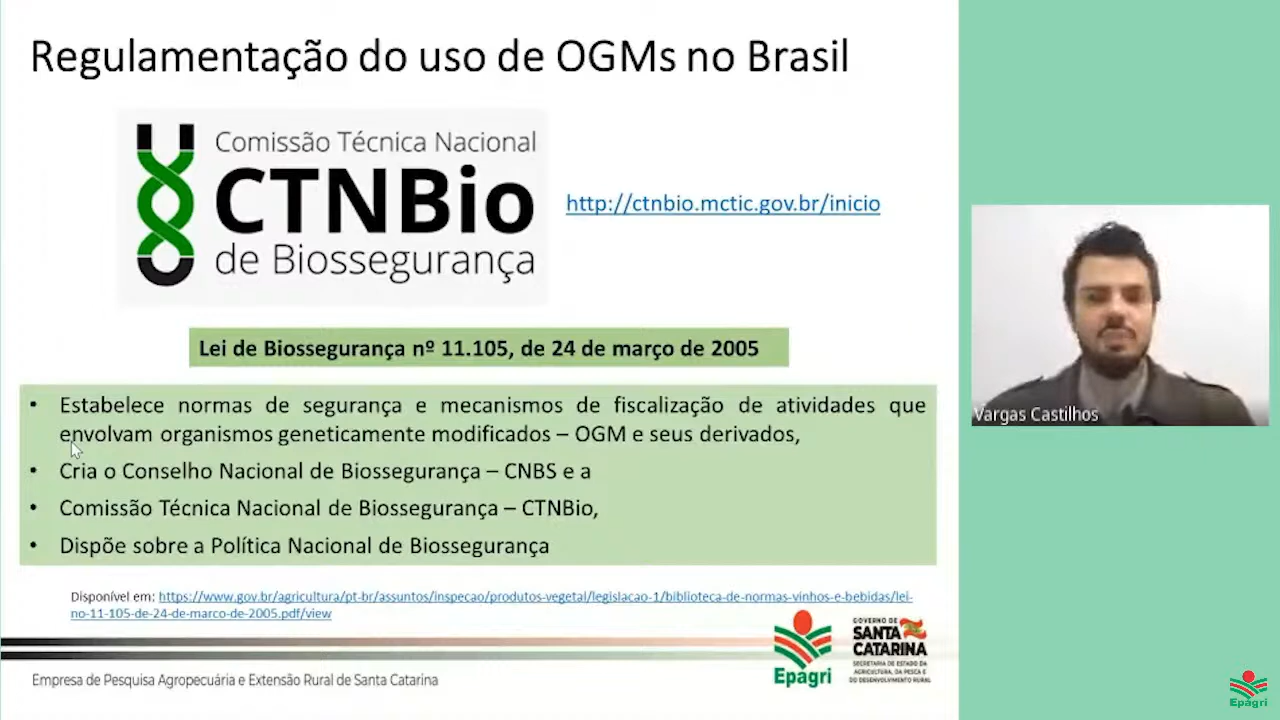 Regulamentação do uso de OGMs no Brasil
Comissão Técnica Nacional
CTNBio
de Biossegurança
http://ctnbio.mctic.gov.br/inicio
Lei de Biossegurança nº 11.105, de 24 de março de 2005
• Estabelece normas de segurança e mecanismos de fiscalização de atividades que
envolvam organismos geneticamente modificados – OGM e seus derivados,
• Cria o Conselho Nacional de Biossegurança – CNBS e a
• Comissão Técnica Nacional de Biossegurança – CTNBio,
• Dispõe sobre a Política Nacional de Biossegurança
Disponível em: https://www.gov.br/agricultura/pt-br/assuntos/inspecao/produtos-vegetal/legislacao-1/biblioteca-de-normas-vinhos-e-bebidas/lei-
no-11-105-de-24-de-marco-de-2005.pdf/view
Empresa de Pesquisa Agropecuária e Extensão Rural de Santa Catarina
Epagri
GOVERNO DE
SANTA
CATARINA
SECRETARIA DE ESTADO DA
AGRICULTURA, DA PESCA E
DO DESENVOLVIMENTO RURAL
Vargas Castilhos
Epagri